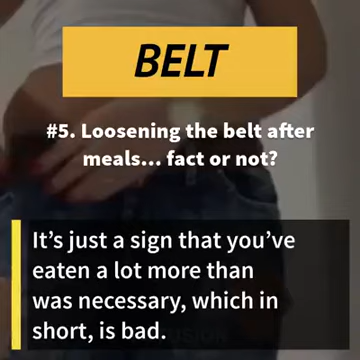 BELT
#5. Loosening the belt after
meals... fact or not?
It's just a sign that you've
eaten a lot more than
was necessary, which in
short, is bad.